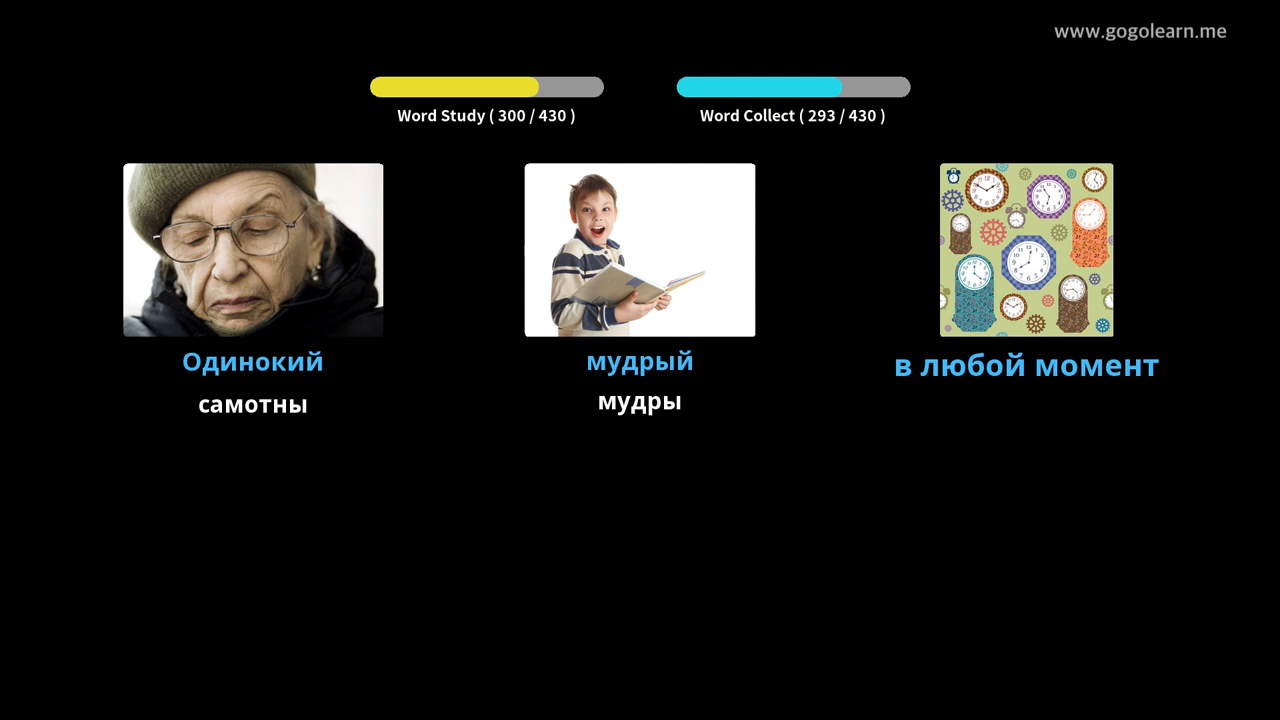 www.gogolearn.me
Word Study ( 300 / 430 )
Word Collect ( 293 / 430 )
Одинокий
самотны
мудрый
мудры
в любой момент